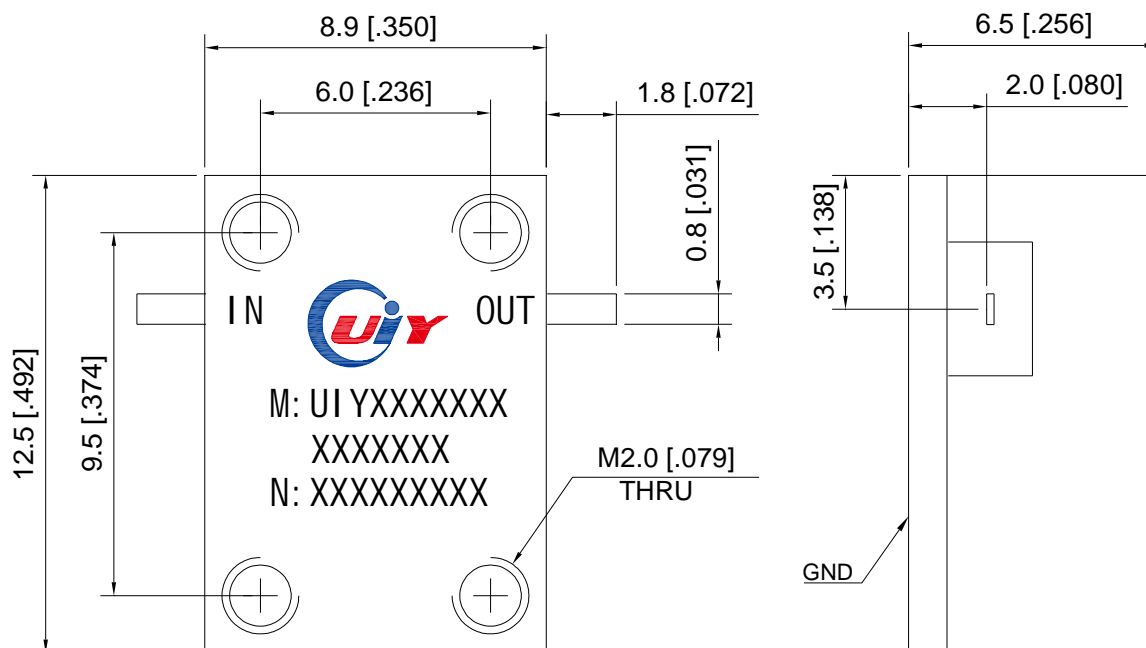 8.9 [.350]
6.0 [.236]
1.8 [.072]
6.5 [.256]
2.0 [.080]
0.8 [.031]
3.5 [.138]
12.5 [.492]
9.5 [.374]
IN
UiY
OUT
M: UIYXXXXXXX
XXXXXXX
N: XXXXXXXXX
M2.0 [.079]
THRU
GND